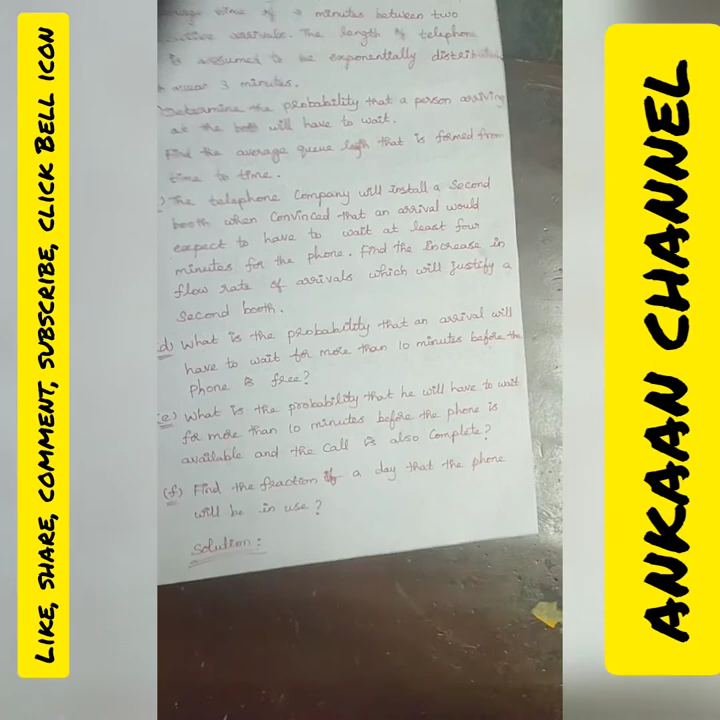 LIKE, SHARE, COMMENT, SUBSCRIBE, CLICK BELL ICON
time of minutes between two
arrivals. The length of telephone
is assumed to be exponentially
3 minutes.
Determine the probability that a person arriving
at the booth will have to wait.
Find the average queue that is formed from
time to time.
The telephone Company will install a Second
booth when Convinced that an arrival would
expect to have to wait at least four
minutes for the phone. Find the increase in
flow rate of arrivals which will justify a
Second booth.
d) What is the probability that an arrival will
have to wait for more than 10 minutes before the
Phone is free?
(e) What is the probability that he will have to wait
for more than 10 minutes before the phone is
available and the Call is also Complete?
(f) Find the fraction of a day that the phone
will be in use?
Solution:
ANKAAN CHANNEL